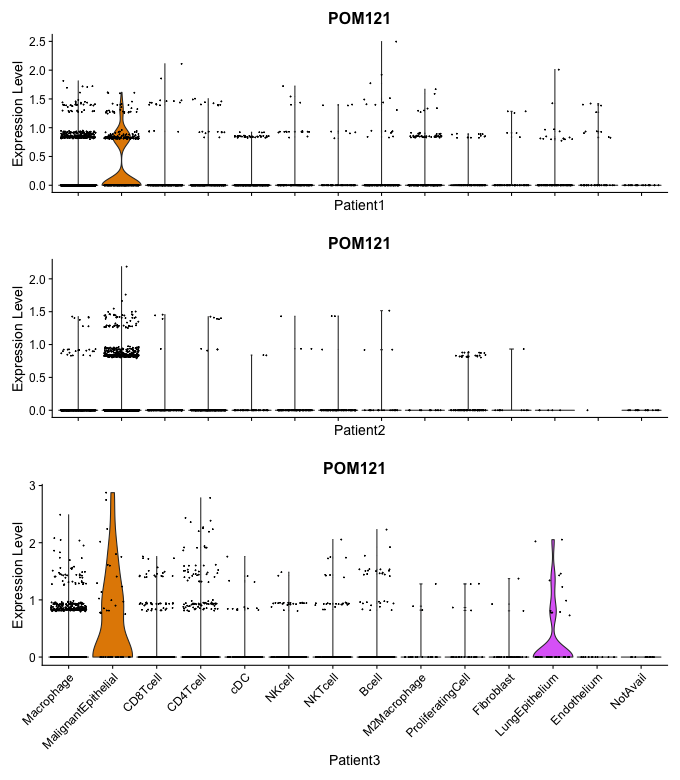 POM121
Expression Level
2.5
2.0
1.5
1.0
0.5
0.0
Patient1
POM121
Expression Level
2.0
1.5
1.0
0.5
0.0
Patient2
POM121
Expression Level
3
2
1
0
Macrophage
MalignantEpithelial
CD8Tcell
CD4Tcell
cDC
NKcell
NKTcell
Bcell
M2Macrophage
ProliferatingCell
Fibroblast
LungEpithelium
Endothelium
NotAvail
Patient3